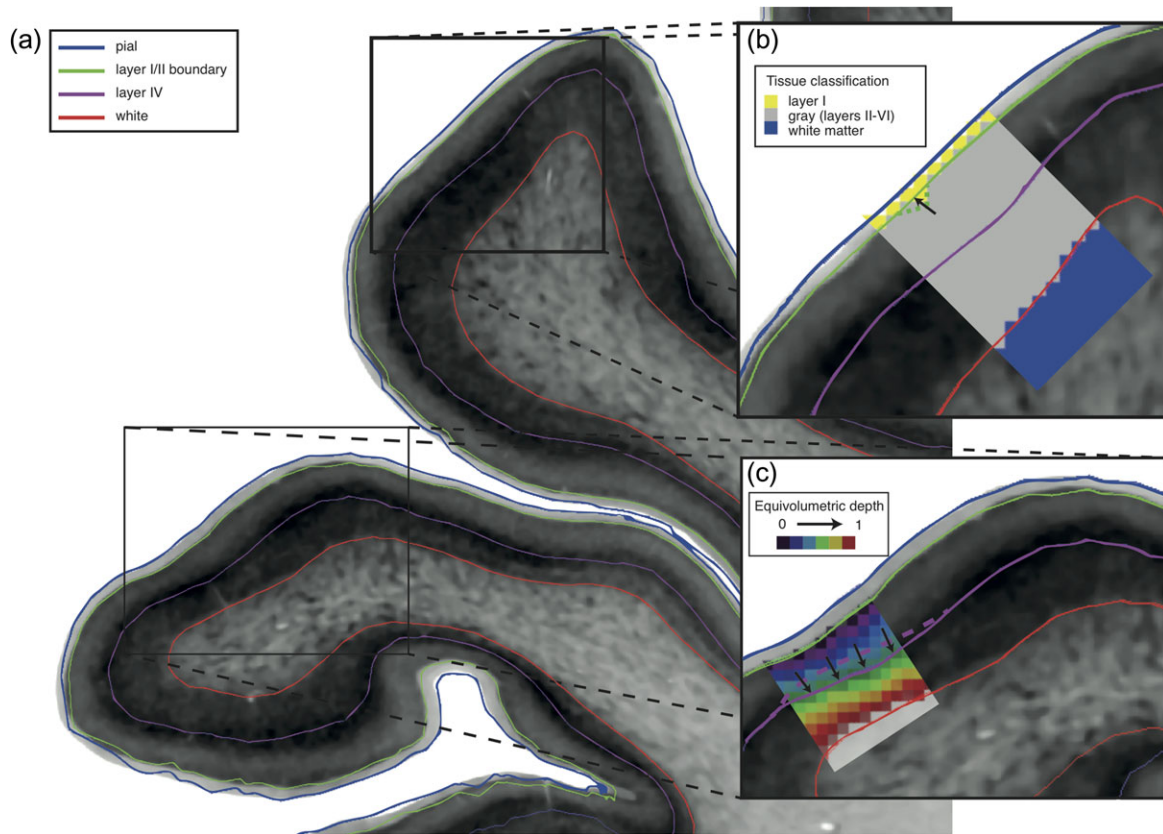 (a)
pial
layer I/II boundary
layer IV
white
(b)
Tissue classification
layer I
gray (layers II-VI)
white matter
(c)
Equivolumetric depth
0 1